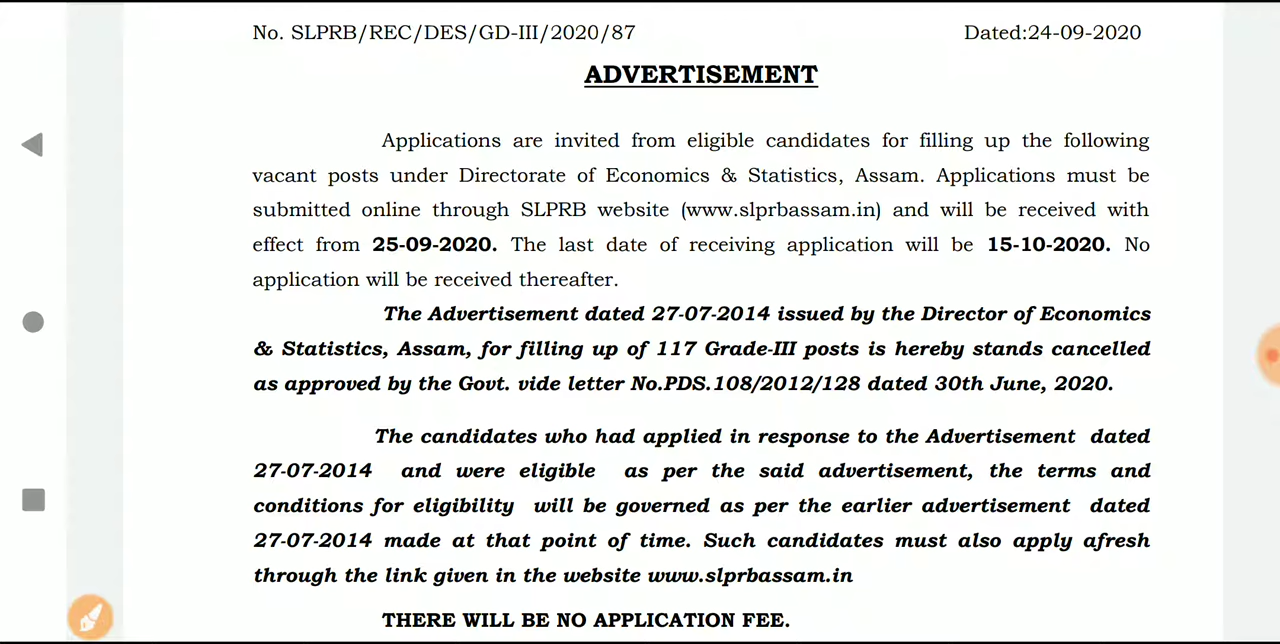 No. SLPRB/REC/DES/GD-III/2020/87 Dated:24-09-2020
ADVERTISEMENT
Applications are invited from eligible candidates for filling up the following
vacant posts under Directorate of Economics & Statistics, Assam. Applications must be
submitted online through SLPRB website (www.slprbassam.in) and will be received with
effect from 25-09-2020. The last date of receiving application will be 15-10-2020. No
application will be received thereafter.
The Advertisement dated 27-07-2014 issued by the Director of Economics
& Statistics, Assam, for filling up of 117 Grade-III posts is hereby stands cancelled
as approved by the Govt. vide letter No.PDS.108/2012/128 dated 30th June, 2020.
The candidates who had applied in response to the Advertisement dated
27-07-2014 and were eligible as per the said advertisement, the terms and
conditions for eligibility will be governed as per the earlier advertisement dated
27-07-2014 made at that point of time. Such candidates must also apply afresh
through the link given in the website www.slprbassam.in
THERE WILL BE NO APPLICATION FEE.